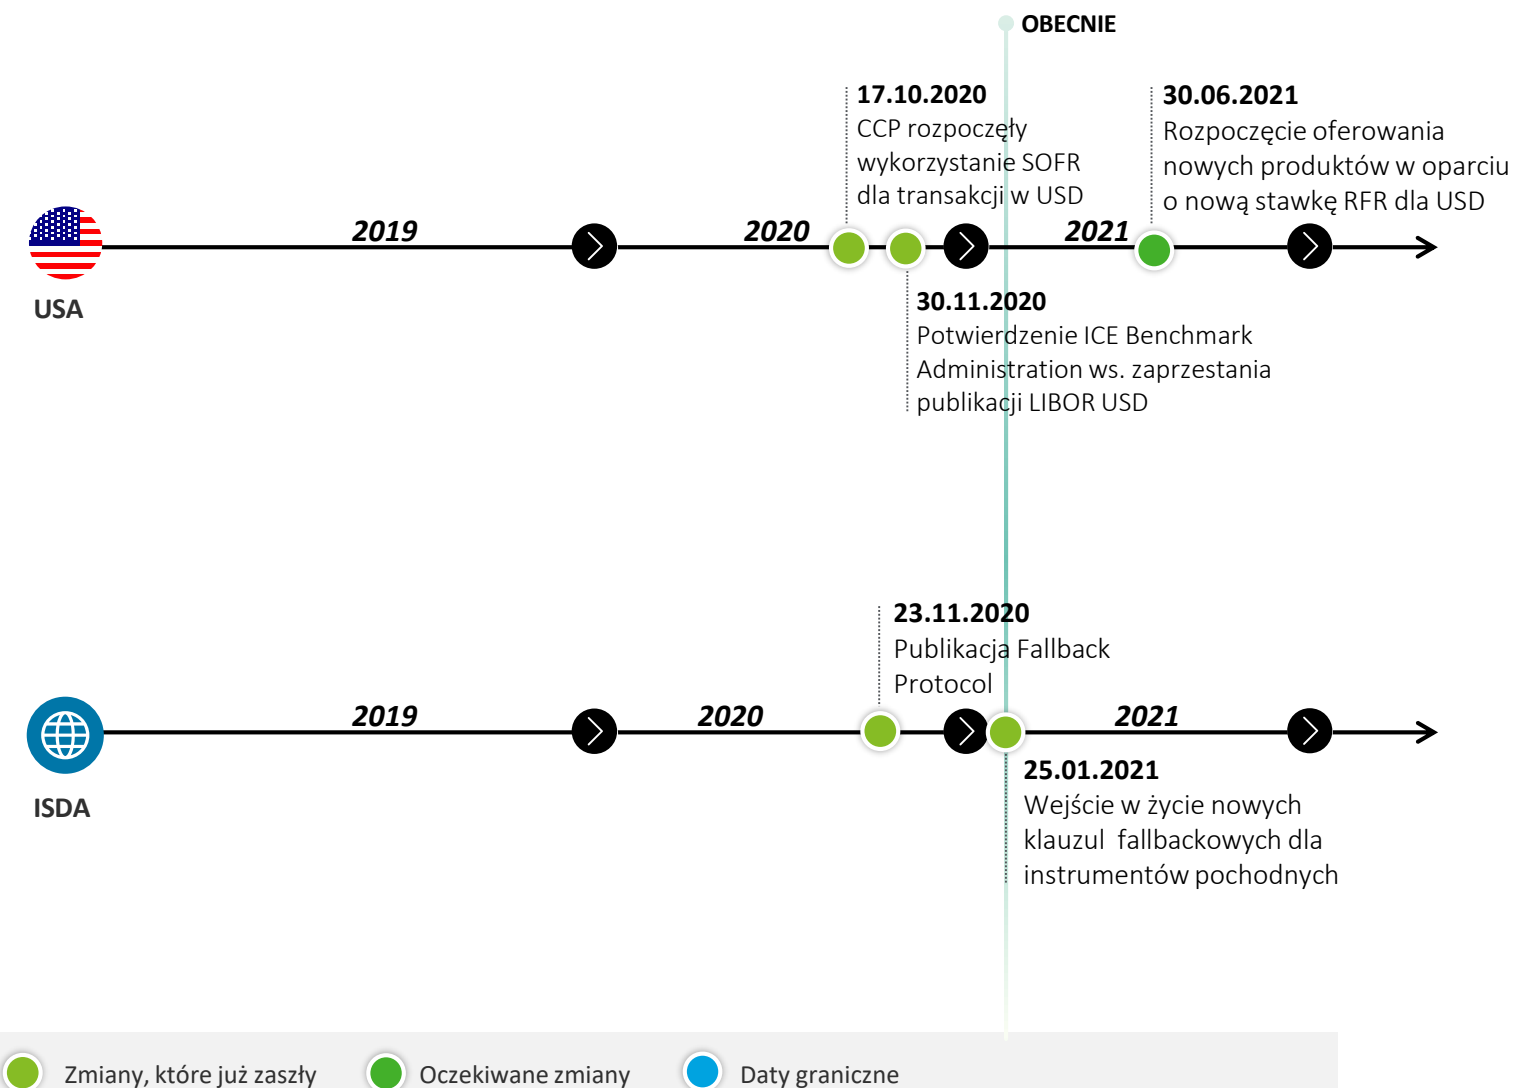 OBECNIE
17.10.2020
CCP rozpoczęły
wykorzystanie SOFR
dla transakcji w USD
30.06.2021
Rozpoczęcie oferowania
nowych produktów w oparciu
o nową stawkę RFR dla USD
2019
2020
2021
USA
30.11.2020
Potwierdzenie ICE Benchmark
Administration ws. zaprzestania
publikacji LIBOR USD
23.11.2020
Publikacja Fallback
Protocol
2019
2020
2021
ISDA
25.01.2021
Wejście w życie nowych
klauzul fallbackowych dla
instrumentów pochodnych
Zmiany, które już zaszły
Oczekiwane zmiany
Daty graniczne